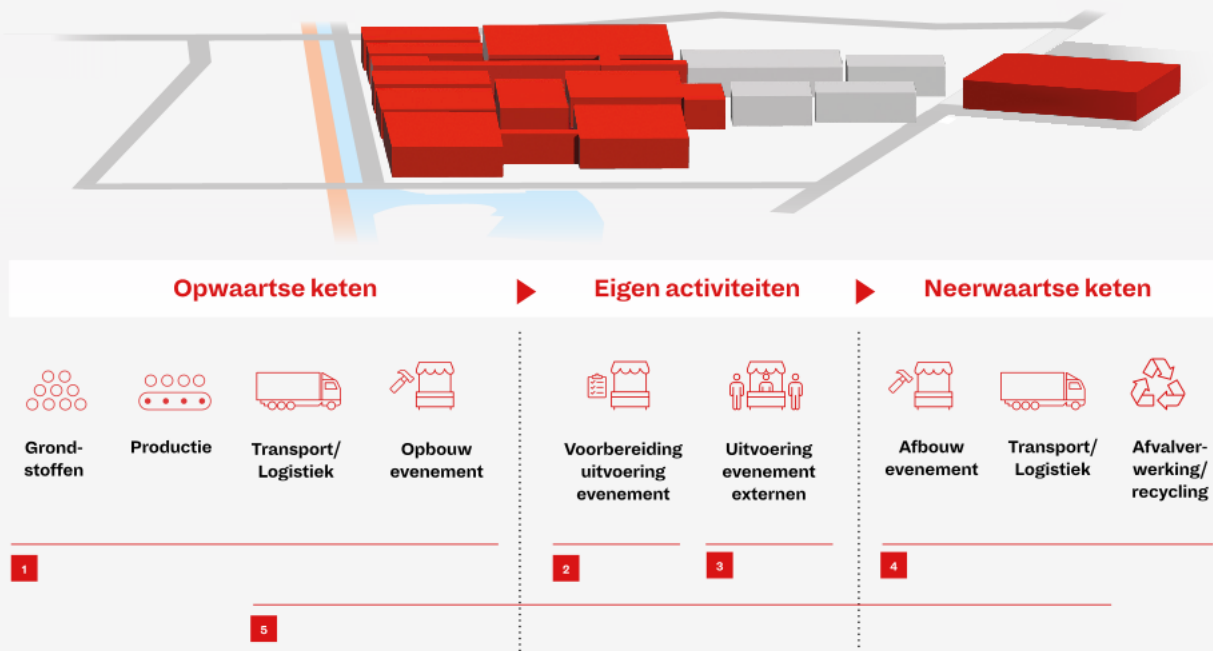 Opwaartse keten
Eigen activiteiten
Neerwaartse keten
Grond-
stoffen
Productie
Transport/
Logistiek
Opbouw
evenement
Voorbereiding
uitvoering
evenement
Uitvoering
evenement
externen
Afbouw
evenement
Transport/
Logistiek
Afvalver-
werking/
recycling
1
2
3
4
5